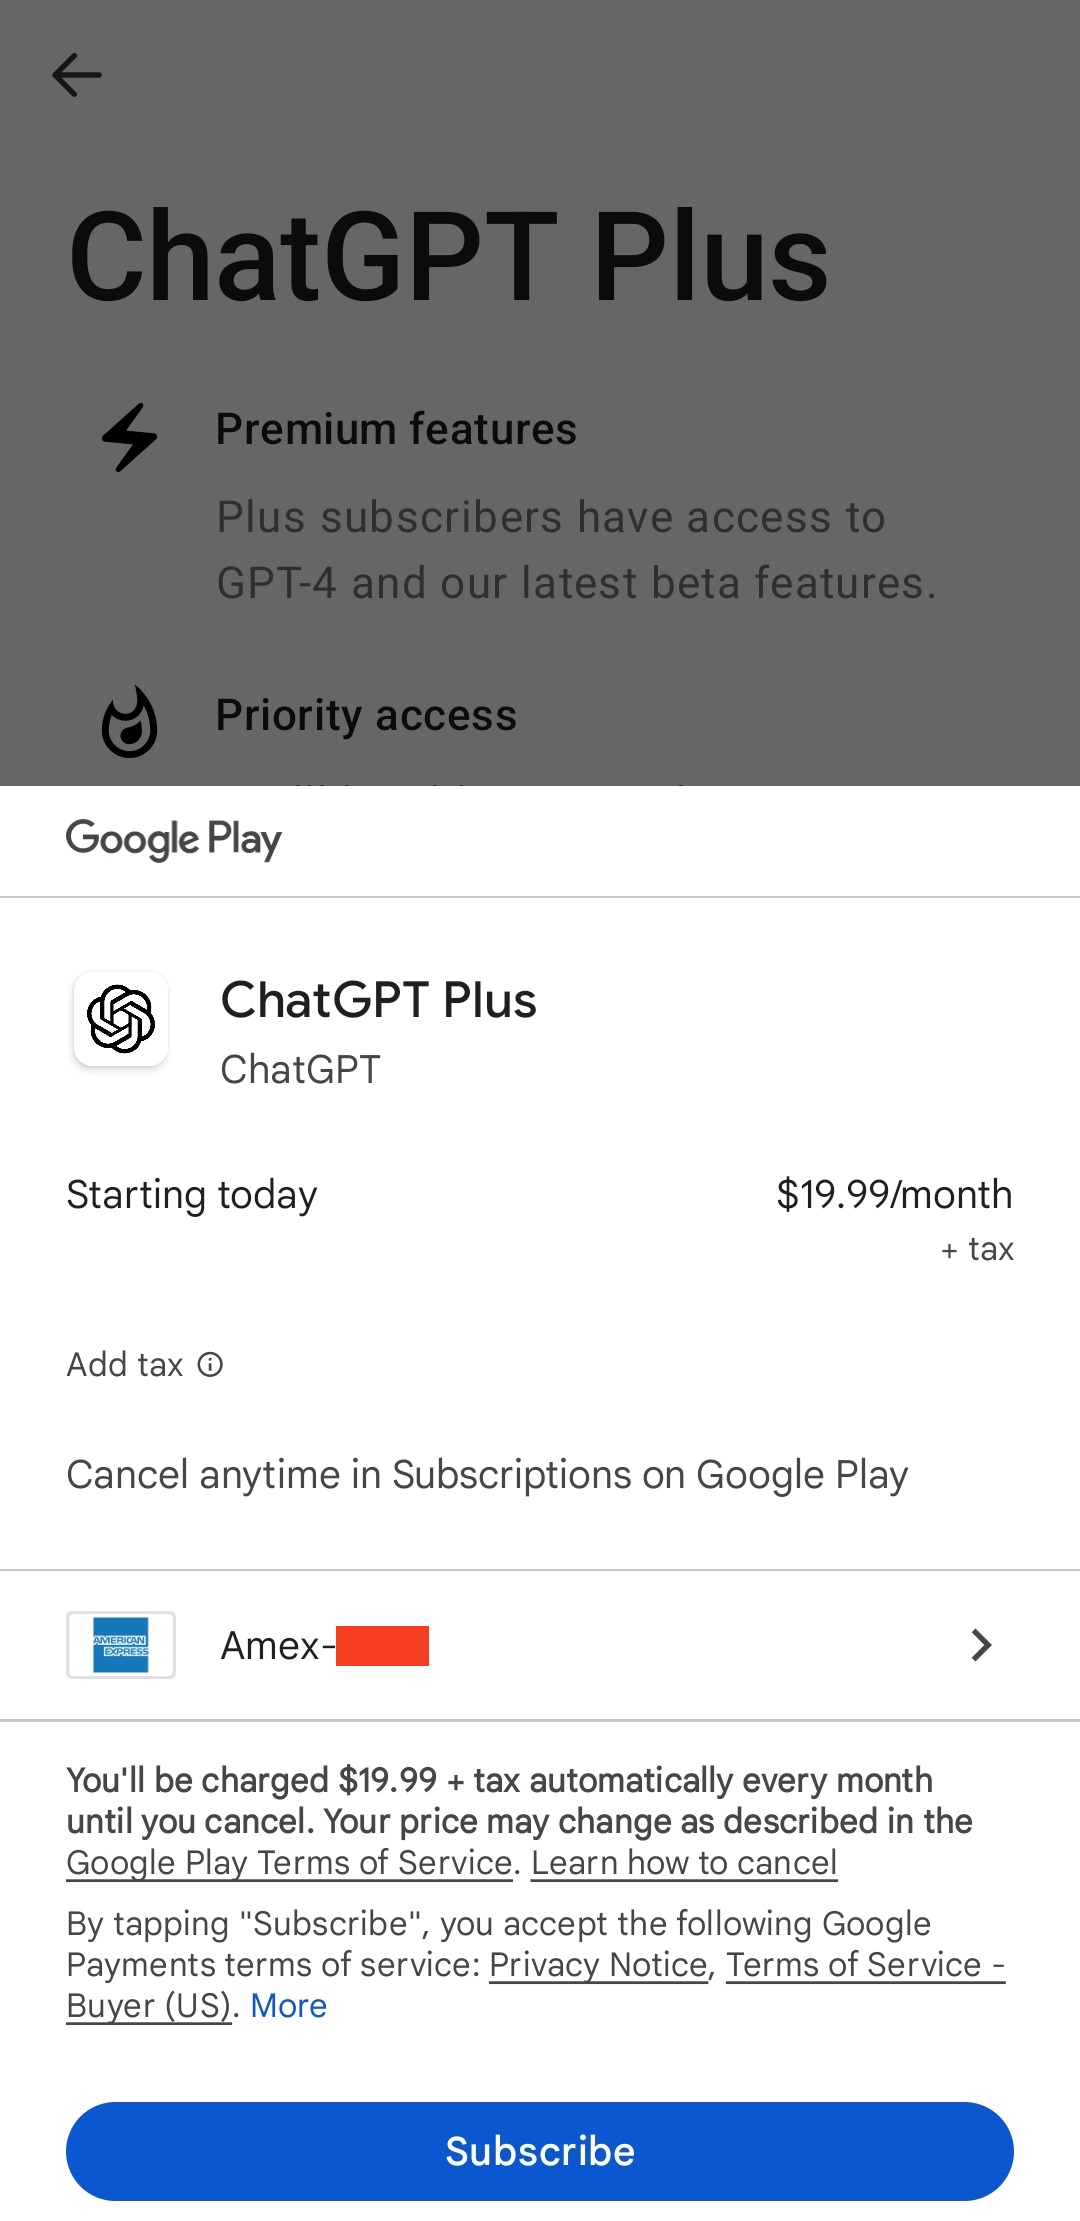 ChatGPT Plus
Premium features
Plus subscribers have access to
GPT-4 and our latest beta features.
Priority access
Google Play
ChatGPT Plus
ChatGPT
Starting today
$19.99/month
+ tax
Add tax
Cancel anytime in Subscriptions on Google Play
AMERICAN
EXPRESS
Amex-
You'll be charged $19.99 + tax automatically every month
until you cancel. Your price may change as described in the
Google Play Terms of Service. Learn how to cancel
By tapping "Subscribe", you accept the following Google
Payments terms of service: Privacy Notice, Terms of Service -
Buyer (US). More
Subscribe